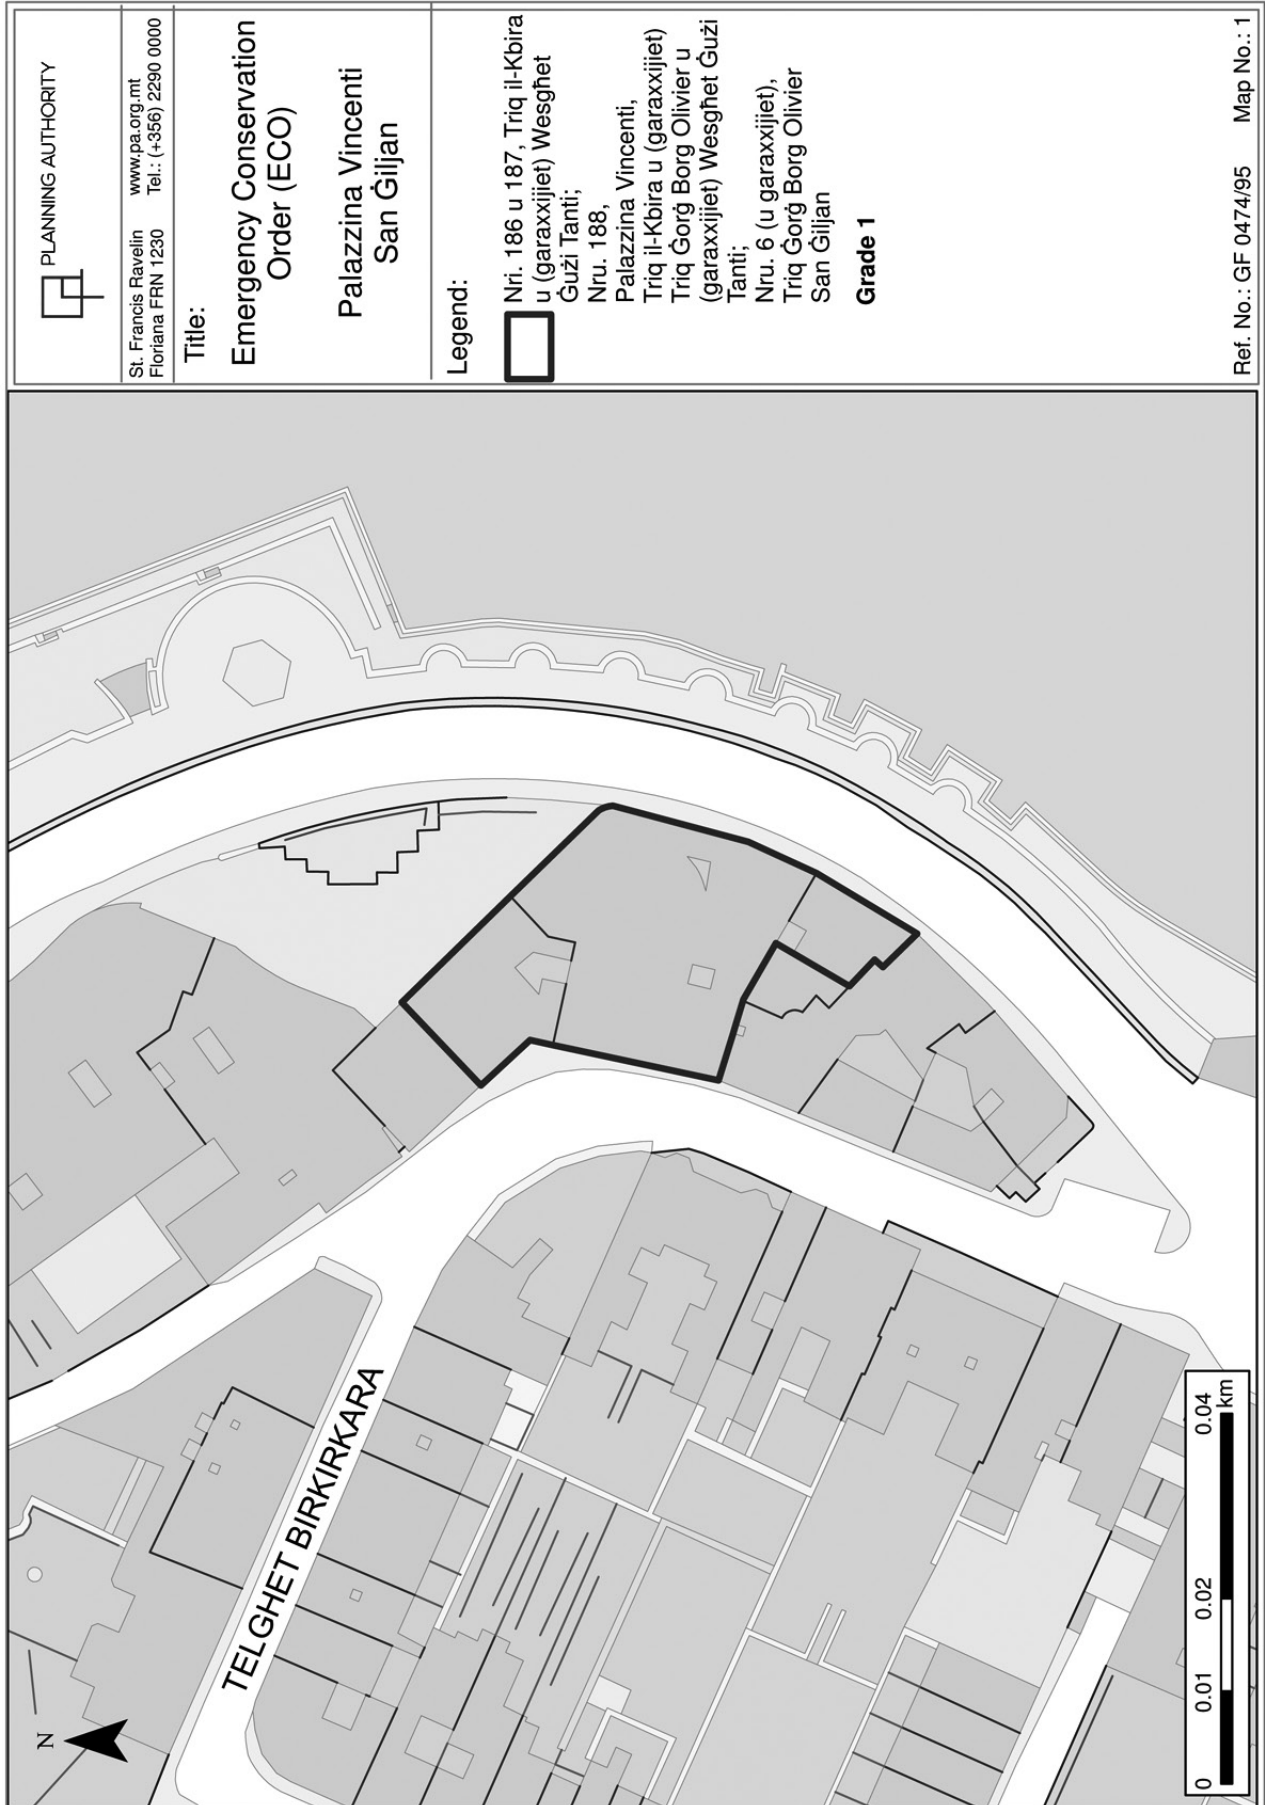 PLANNING AUTHORITY
St. Francis Ravelin www.pa.org.mt
Floriana FRN 1230 Tel.: (+356) 2290 0000
Title:
Emergency Conservation
Order (ECO)
Palazzina Vincenti
San Ġiljan
Legend:
Nri. 186 u 187, Triq il-Kbira
u (garaxxijiet) Wesgħet
Ġużi Tanti;
Nru. 188,
Palazzina Vincenti,
Triq il-Kbira u (garaxxijiet)
Triq Ġorġ Borg Olivier u
(garaxxijiet) Wesgħet Ġużi
Tanti;
Nru. 6 (u garaxxijiet),
Triq Ġorġ Borg Olivier
San Ġiljan
Grade 1
Ref. No.: GF 0474/95 Map No.: 1
TELGHET BIRKIRKARA
N
0 0.01 0.02 0.04
km